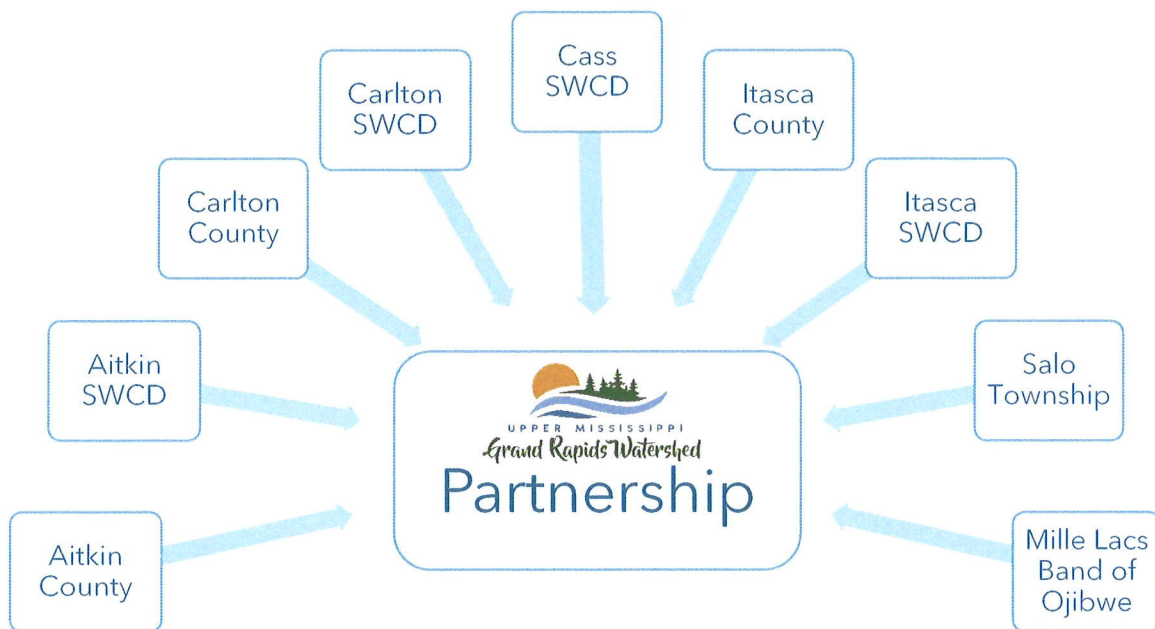 Cass
SWCD
Carlton
SWCD
Itasca
County
Carlton
County
Itasca
SWCD
Aitkin
SWCD
Salo
Township
UPPER MISSISSIPPI
Grand Rapids Watershed
Partnership
Aitkin
County
Mille Lacs
Band of
Ojibwe